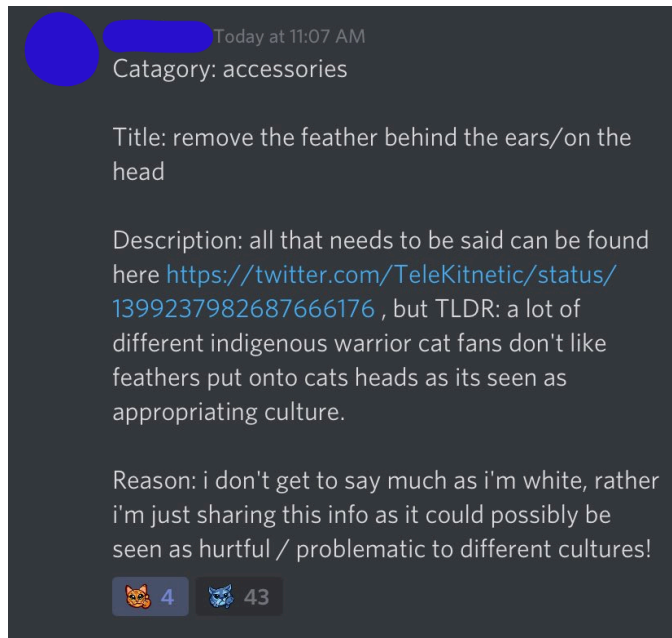 Today at 11:07 AM
Catagory: accessories
Title: remove the feather behind the ears/on the
head
Description: all that needs to be said can be found
here https://twitter.com/TeleKitnetic/status/
1399237982687666176 , but TLDR: a lot of
different indigenous warrior cat fans don't like
feathers put onto cats heads as its seen as
appropriating culture.
Reason: i don't get to say much as i'm white, rather
i'm just sharing this info as it could possibly be
seen as hurtful / problematic to different cultures!
4 43